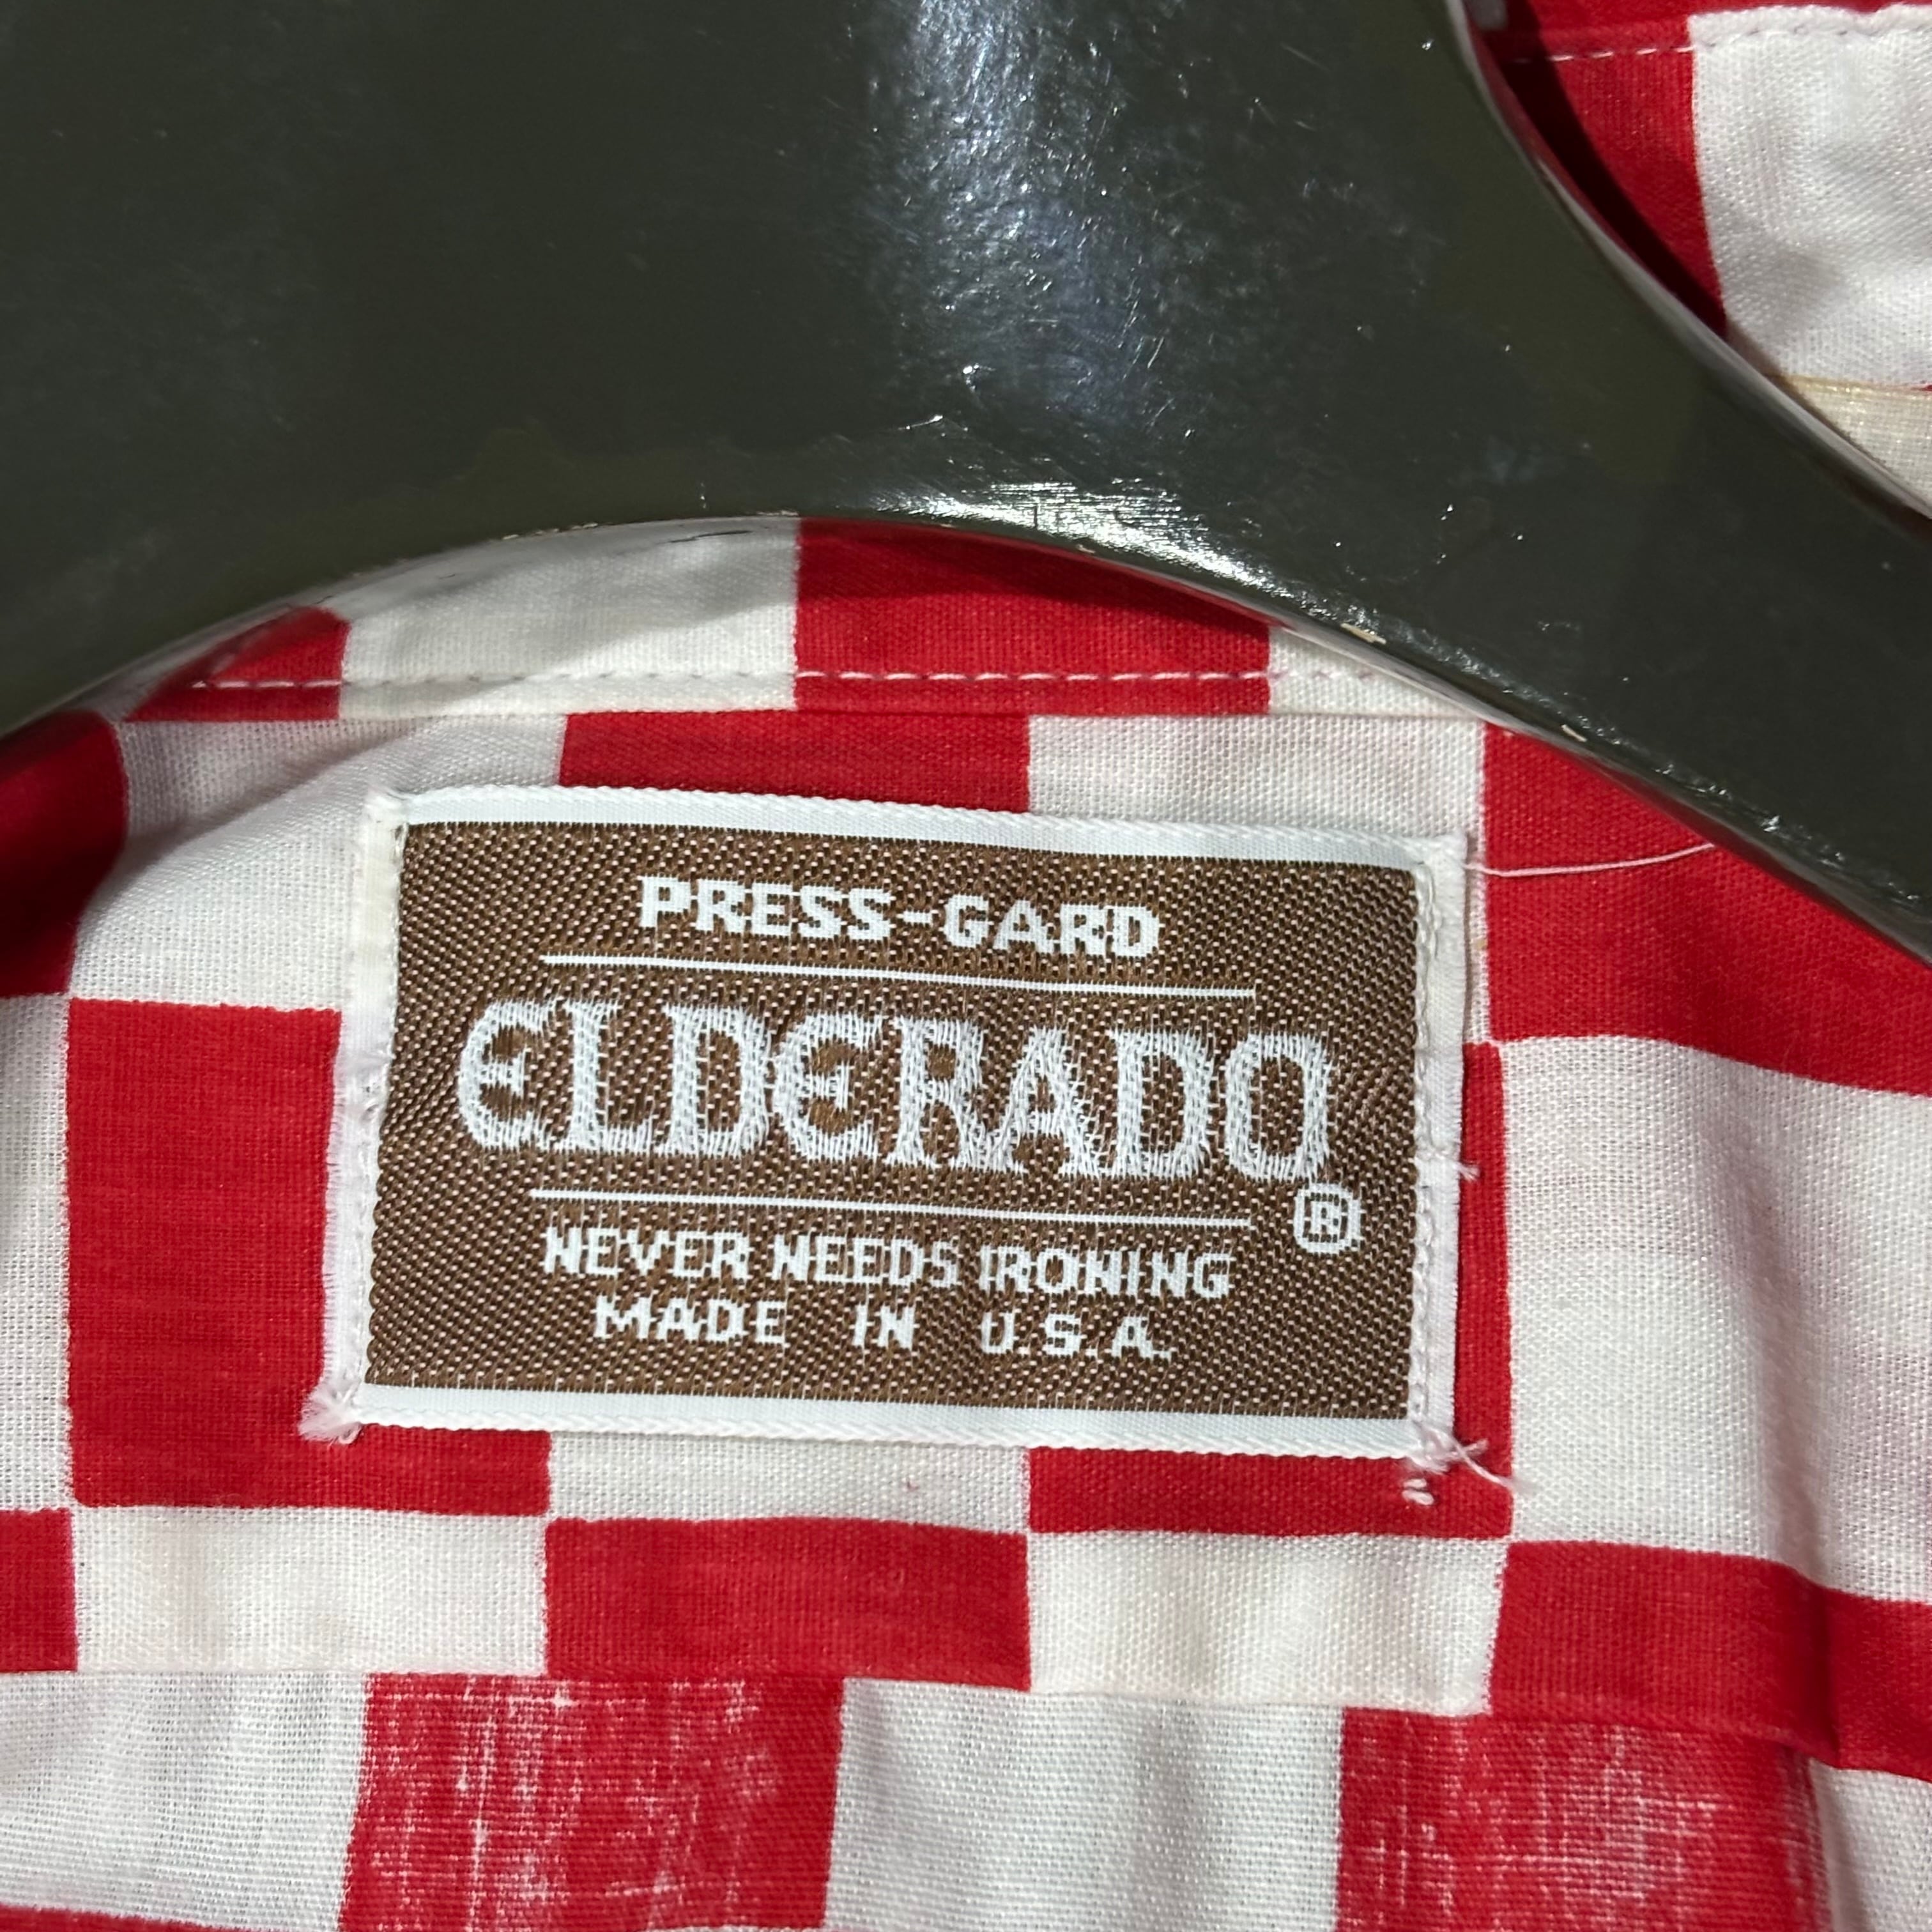 PRESS-GARD
ELDERADO®
NEVER NEEDS IRONING
MADE IN U.S.A.